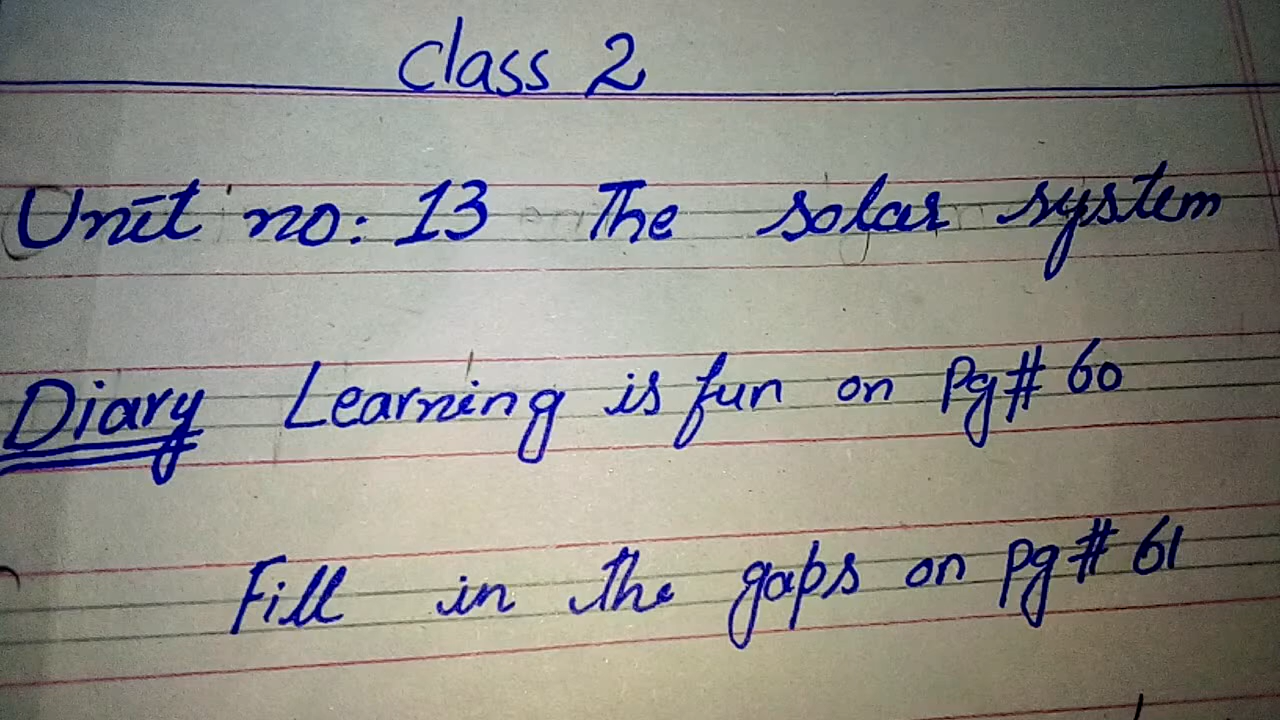 Class 2
Unit no: 13 The solar system
Diary Learning is fun on Pg# 60
Fill in the gaps on pg# 61